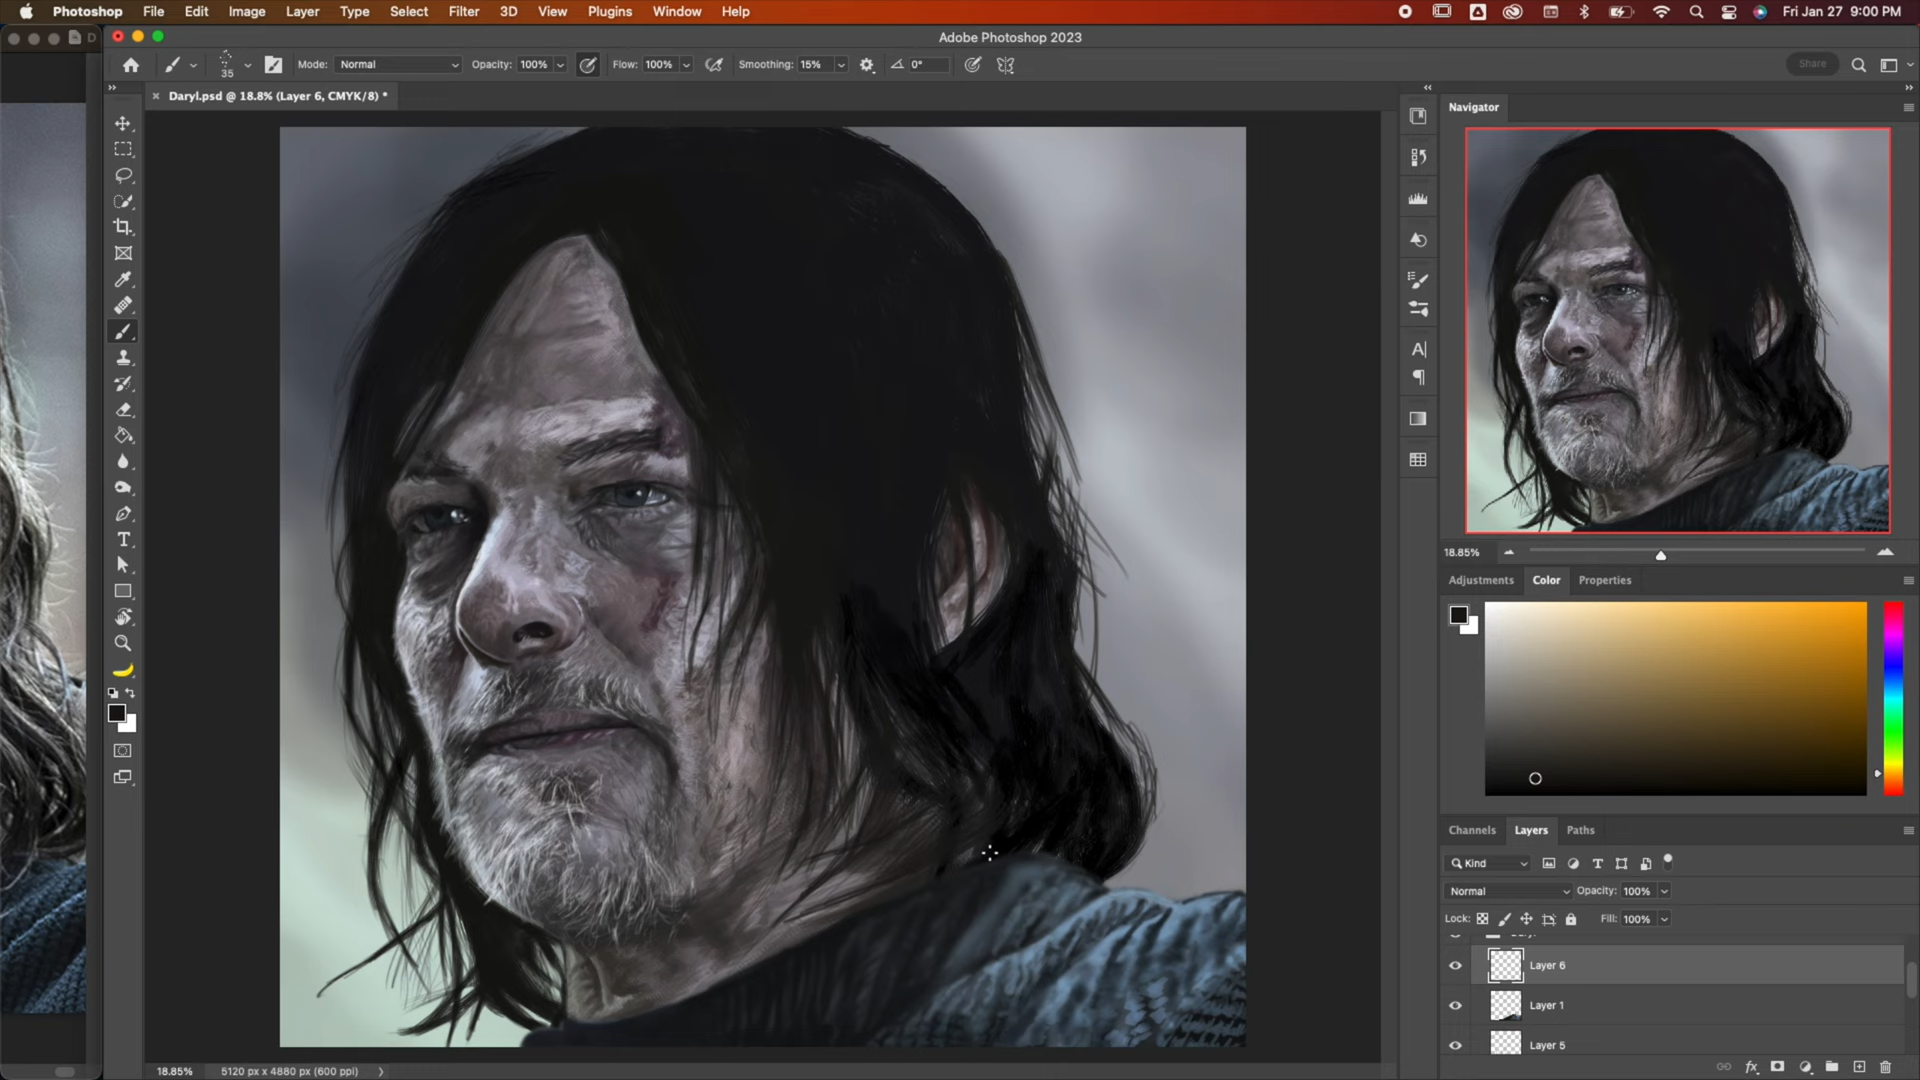 Photoshop File Edit Image Layer Type Select Filter 3D View Plugins Window Help Fri Jan 27 9:00 PM
D
Adobe Photoshop 2023
35 Mode: Normal Opacity: 100% Flow: 100% Smoothing: 15% 0° Share
Daryl.psd @ 18.8% (Layer 6, CMYK/8) *
Navigator
18.85%
Adjustments Color Properties
Channels Layers Paths
Kind
Normal Opacity: 100%
Lock: Fill: 100%
Layer 6
Layer 1
Layer 5
18.85% 5120 px x 4880 px (600 ppi)